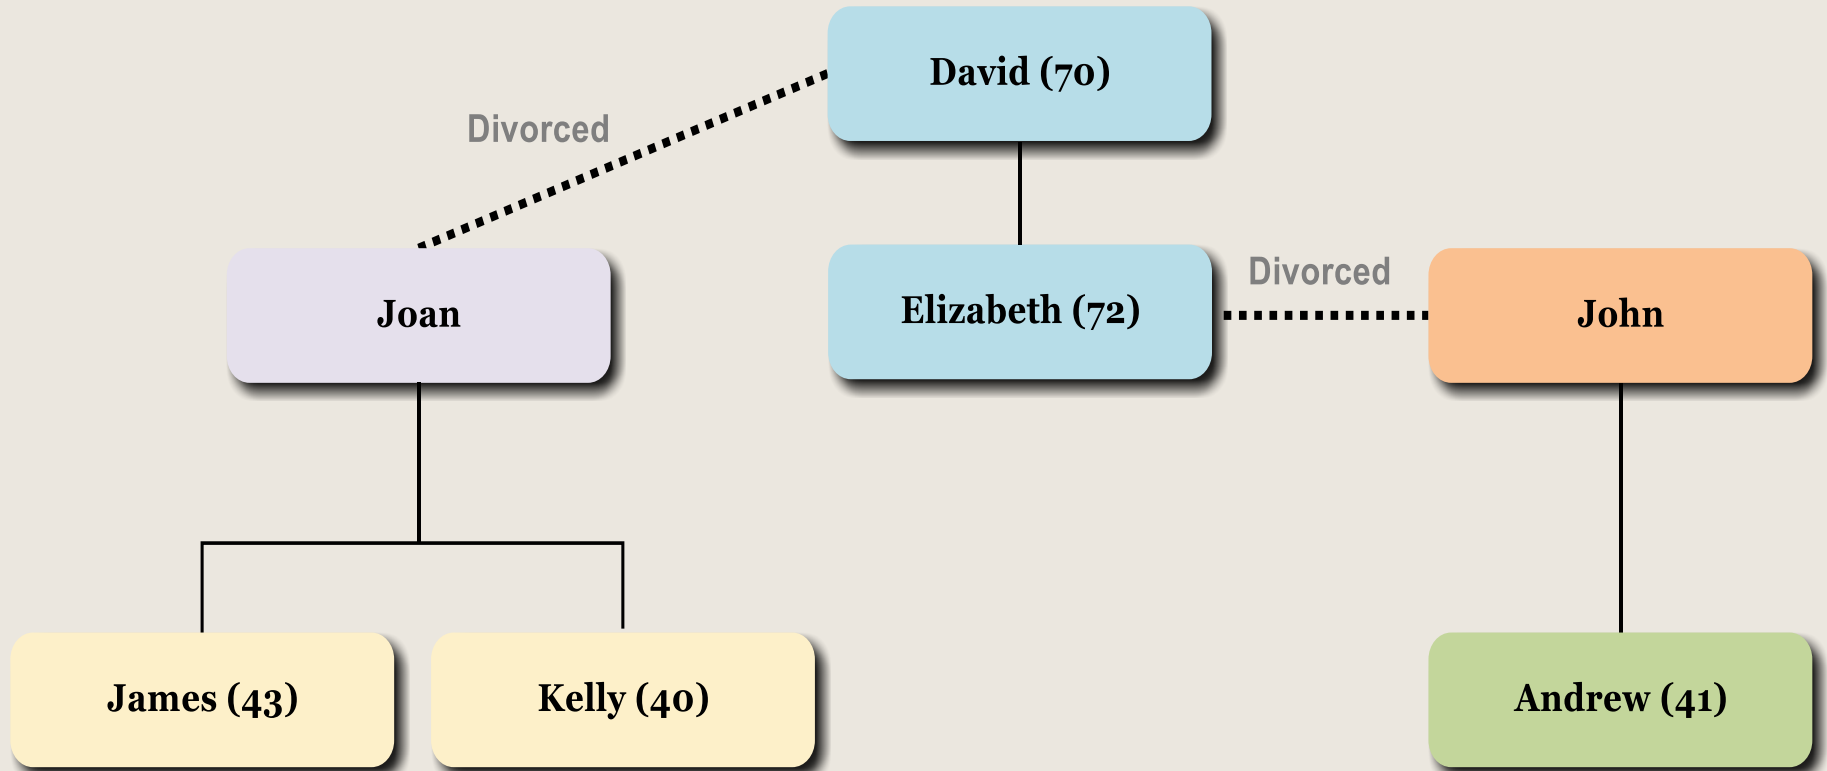 David (70)
Divorced
Joan
Elizabeth (72)
Divorced
John
James (43)
Kelly (40)
Andrew (41)